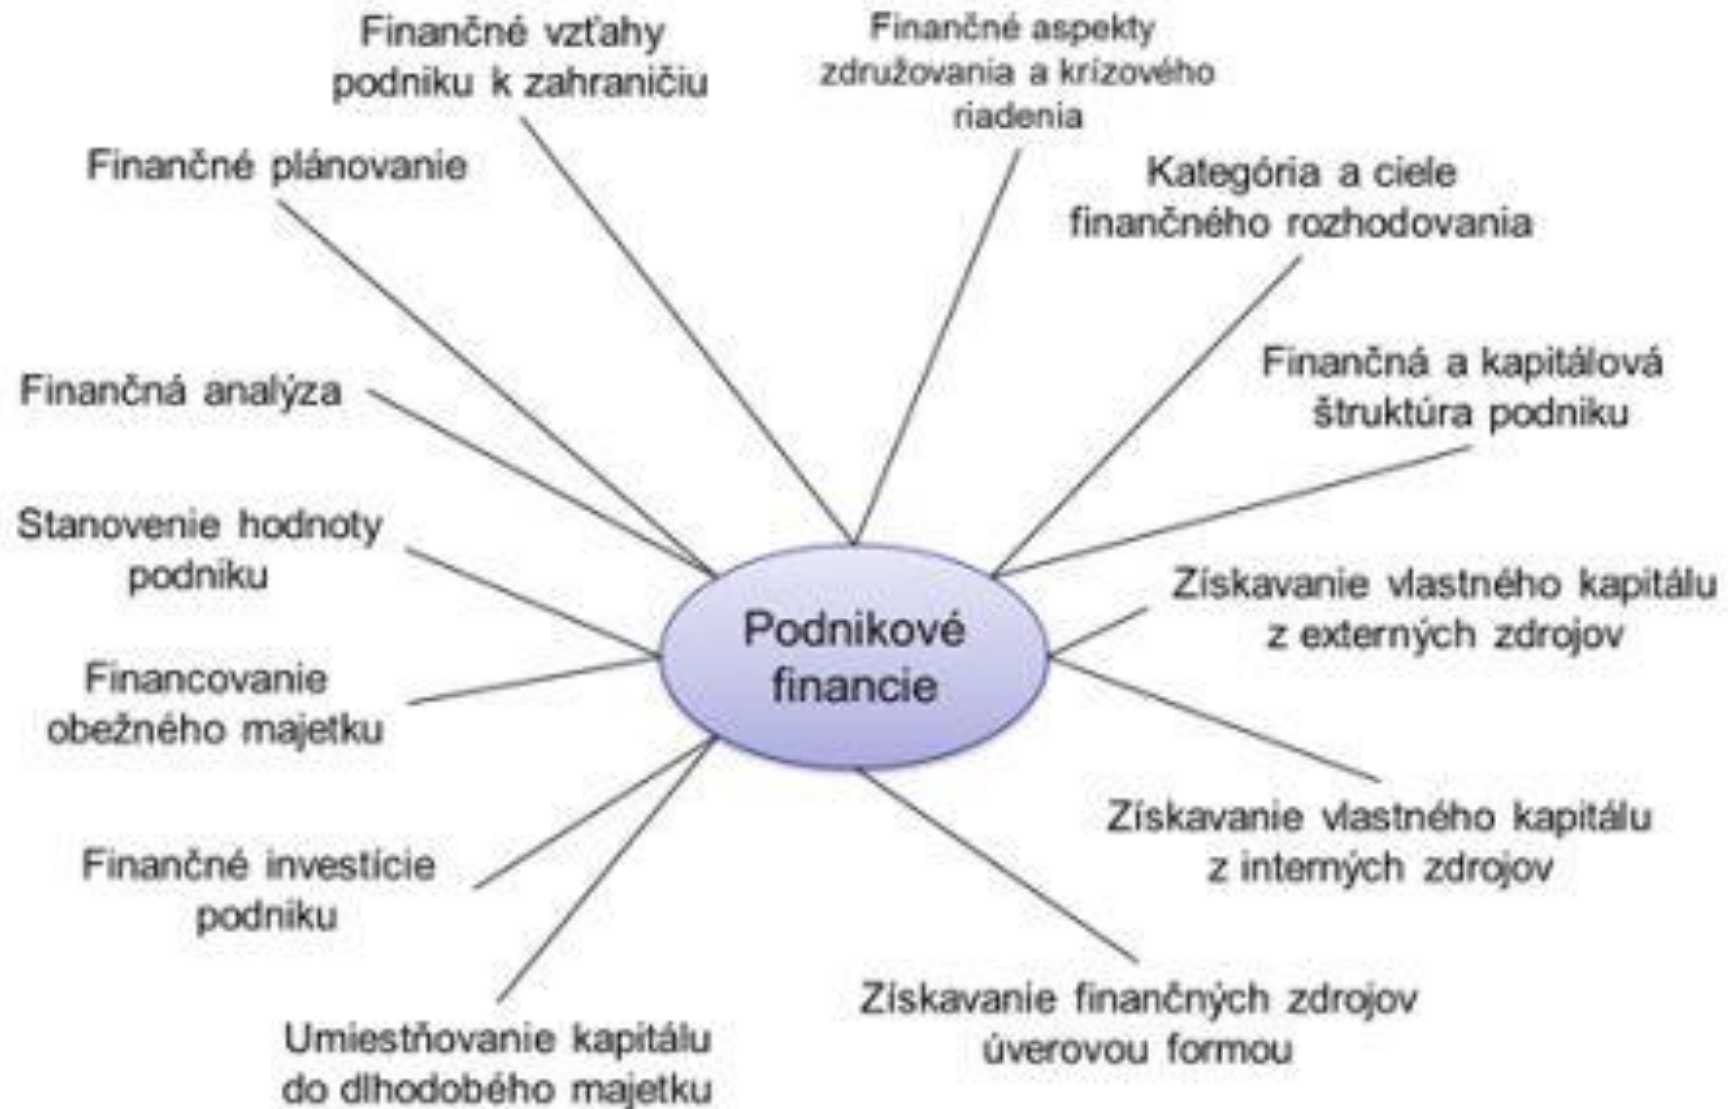 Finančné vzťahy
podniku k zahraničiu
Finančné aspekty
združovania a krízového
riadenia
Finančné plánovanie
Kategória a ciele
finančného rozhodovania
Finančná analýza
Finančná a kapitálová
štruktúra podniku
Stanovenie hodnoty
podniku
Získavanie vlastného kapitálu
z externých zdrojov
Podnikové
financie
Financovanie
obežného majetku
Získavanie vlastného kapitálu
z interných zdrojov
Finančné investície
podniku
Získavanie finančných zdrojov
úverovou formou
Umiestňovanie kapitálu
do dlhodobého majetku